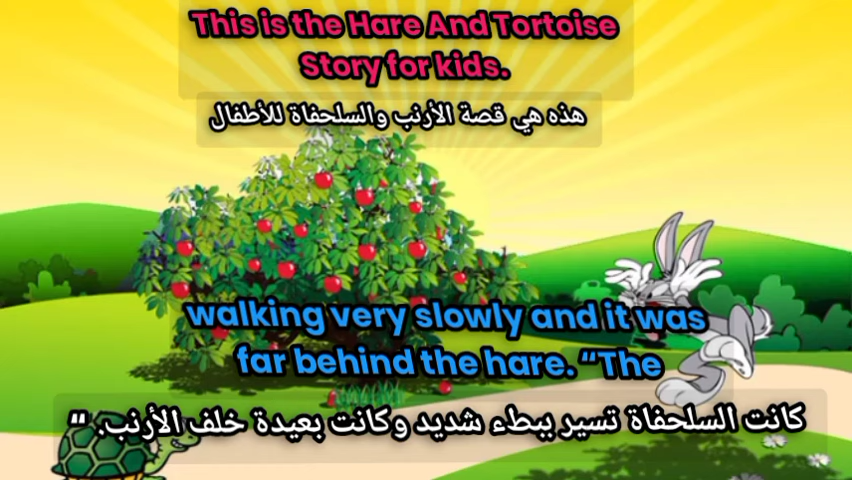 This is the Hare And Tortoise
Story for kids.
هذه هي قصة الأرنب والسلحفاة للأطفال
walking very slowly and it was
far behind the hare. “The
كانت السلحفاة تسير ببطء شديد وكانت بعيدة خلف الأرنب. "